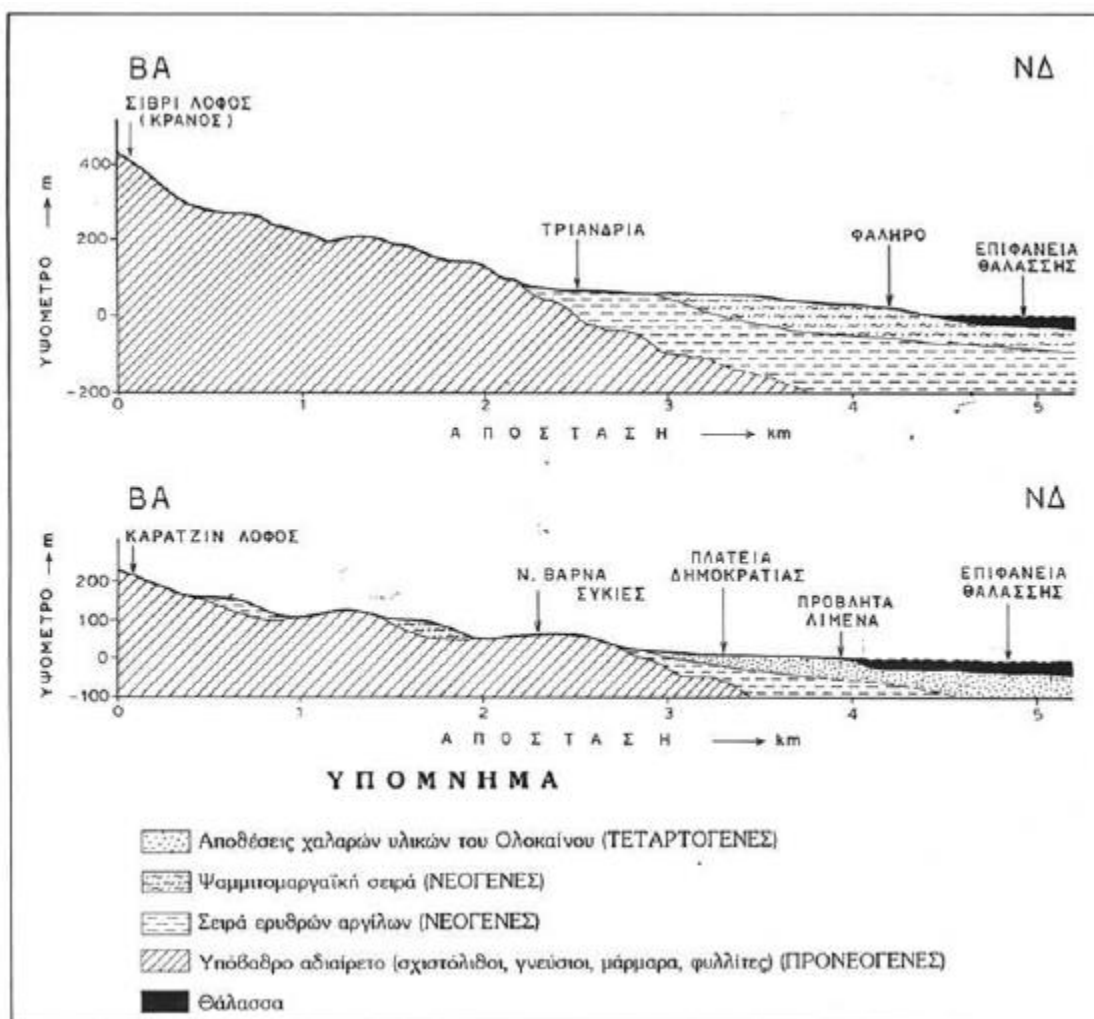 ΒΑ ΝΔ
ΣΙΒΡΙ ΛΟΦΟΣ
(ΚΡΑΝΟΣ)
ΤΡΙΑΝΔΡΙΑ
ΦΑΛΗΡΟ
ΕΠΙΦΑΝΕΙΑ
ΘΑΛΑΣΣΗΣ
ΥΨΟΜΕΤΡΟ → m
400
200
0
-200
0 1 2 3 4 5
ΑΠΟΣΤΑΣΗ → km
ΒΑ ΝΔ
ΚΑΡΑΤΖΙΝ ΛΟΦΟΣ
Ν. ΒΑΡΝΑ
ΣΥΚΙΕΣ
ΠΛΑΤΕΙΑ
ΔΗΜΟΚΡΑΤΙΑΣ
ΠΡΟΒΛΗΤΑ
ΛΙΜΕΝΑ
ΕΠΙΦΑΝΕΙΑ
ΘΑΛΑΣΣΗΣ
ΥΨΟΜΕΤΡΟ → m
200
100
0
-100
0 1 2 3 4 5
ΑΠΟΣΤΑΣΗ → km
ΥΠΟΜΝΗΜΑ
Αποθέσεις χαλαρών υλικών του Ολοκαίνου (ΤΕΤΑΡΤΟΓΕΝΕΣ)
Ψαμμιτομαργαϊκή σειρά (ΝΕΟΓΕΝΕΣ)
Σειρά ερυθρών αργίλων (ΝΕΟΓΕΝΕΣ)
Υπόβαθρο αδιαίρετο (σχιστόλιθοι, γνεύσιοι, μάρμαρα, φυλλίτες) (ΠΡΟΝΕΟΓΕΝΕΣ)
Θάλασσα